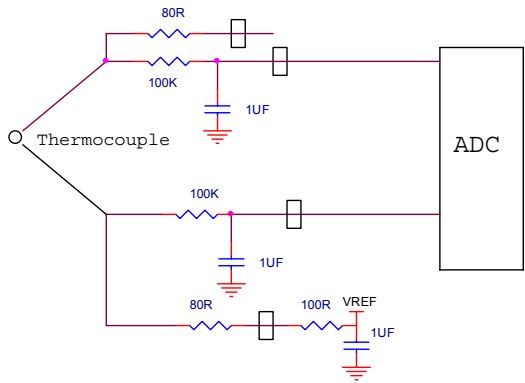 80R
100K
1UF
Thermocouple
ADC
100K
1UF
80R
100R
VREF
1UF